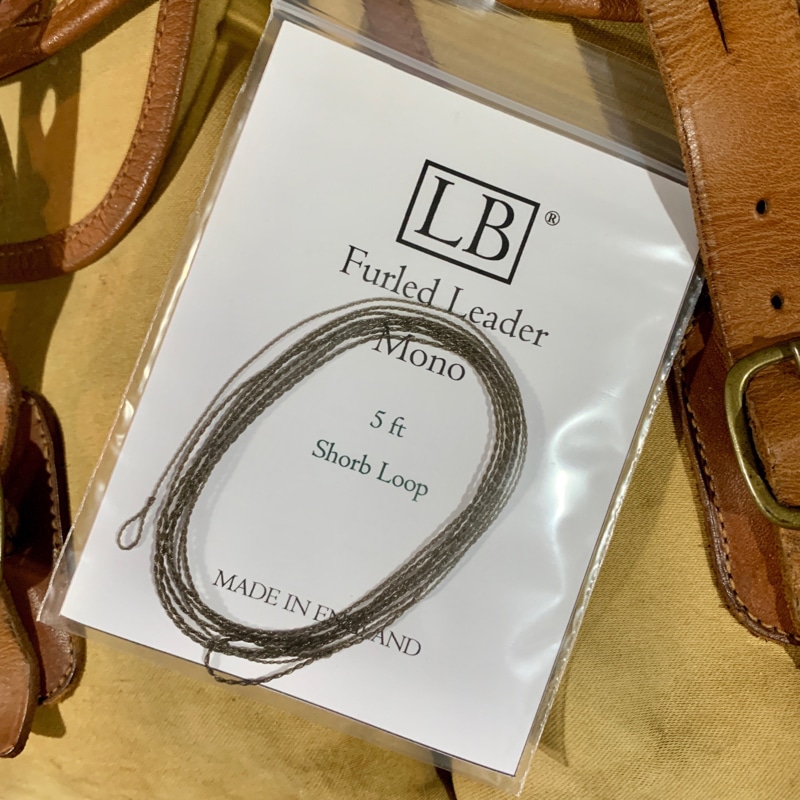 LB®
Furled Leader
Mono
5 ft
Shorb Loop
MADE IN ENGLAND